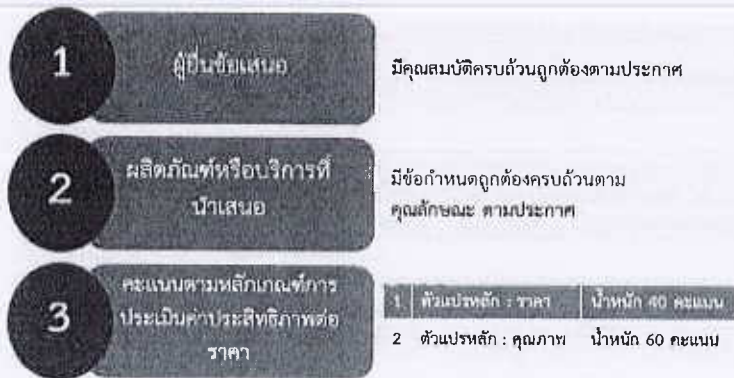 1
ผู้ยื่นข้อเสนอ
มีคุณสมบัติครบถ้วนถูกต้องตามประกาศ
2
ผลิตภัณฑ์หรือบริการที่
นำเสนอ
มีข้อกำหนดถูกต้องครบถ้วนตาม
คุณลักษณะ ตามประกาศ
3
คะแนนตามหลักเกณฑ์การ
ประเมินค่าประสิทธิภาพต่อ
ราคา
1 ตัวแปรหลัก : ราคา น้ำหนัก 40 คะแนน
2 ตัวแปรหลัก : คุณภาพ น้ำหนัก 60 คะแนน